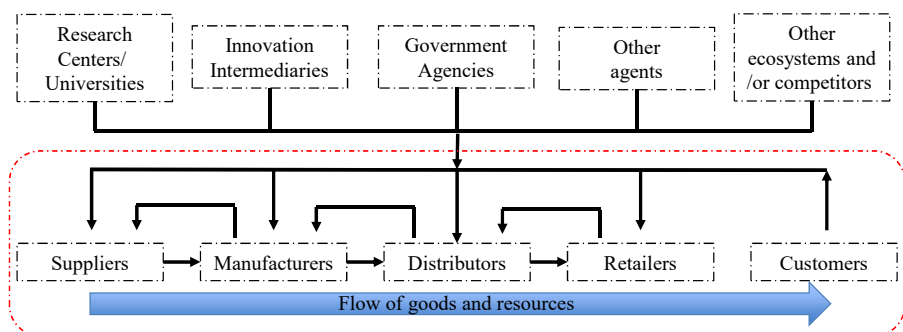 Research
Centers/
Universities
Innovation
Intermediaries
Government
Agencies
Other
agents
Other
ecosystems and
/or competitors
Suppliers
Manufacturers
Distributors
Retailers
Customers
Flow of goods and resources